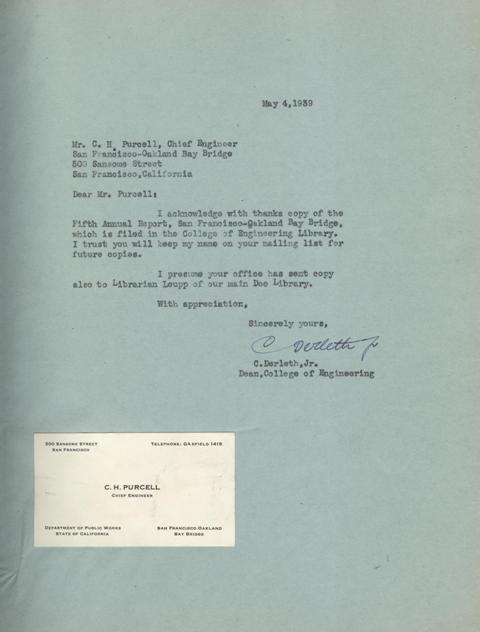 May 4,1939
Mr. C. H. Purcell, Chief Engineer
San Francisco-Oakland Bay Bridge
500 Sansome Street
San Francisco,California
Dear Mr. Purcell:
I acknowledge with thanks copy of the
Fifth Annual Report, San Francisco-Oakland Bay Bridge,
which is filed in the College of Engineering Library.
I trust you will keep my name on your mailing list for
future copies.
I presume your office has sent copy
also to Librarian Leupp of our main Doe Library.
With appreciation,
Sincerely yours,
C Derleth Jr
C.Derleth,Jr.
Dean,College of Engineering
500 Sansome Street
San Francisco
Telephone: GArfield 1419
C. H. Purcell
Chief Engineer
Department of Public Works
State of California
San Francisco-Oakland
Bay Bridge